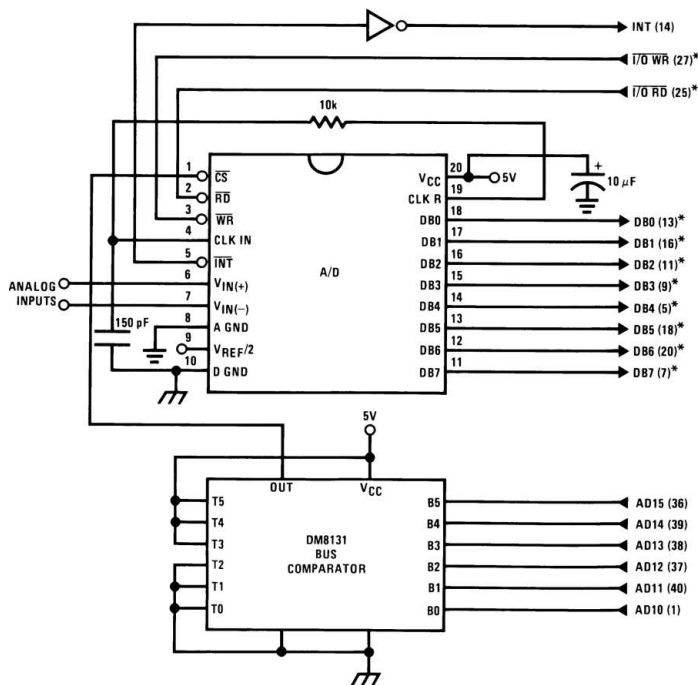 INT (14)
I/O WR (27)*
I/O RD (25)*
10k
1 CS
2 RD
3 WR
4 CLK IN
5 INT
6 VIN(+)
7 VIN(−)
8 A GND
9 VREF/2
10 D GND
A/D
20 VCC
19 CLK R
18 DB0
17 DB1
16 DB2
15 DB3
14 DB4
13 DB5
12 DB6
11 DB7
5V
+
10 μF
DB0 (13)*
DB1 (16)*
DB2 (11)*
DB3 (9)*
DB4 (5)*
DB5 (18)*
DB6 (20)*
DB7 (7)*
ANALOG
INPUTS
150 pF
5V
OUT
VCC
T5
T4
T3
T2
T1
T0
DM8131
BUS
COMPARATOR
B5
B4
B3
B2
B1
B0
AD15 (36)
AD14 (39)
AD13 (38)
AD12 (37)
AD11 (40)
AD10 (1)